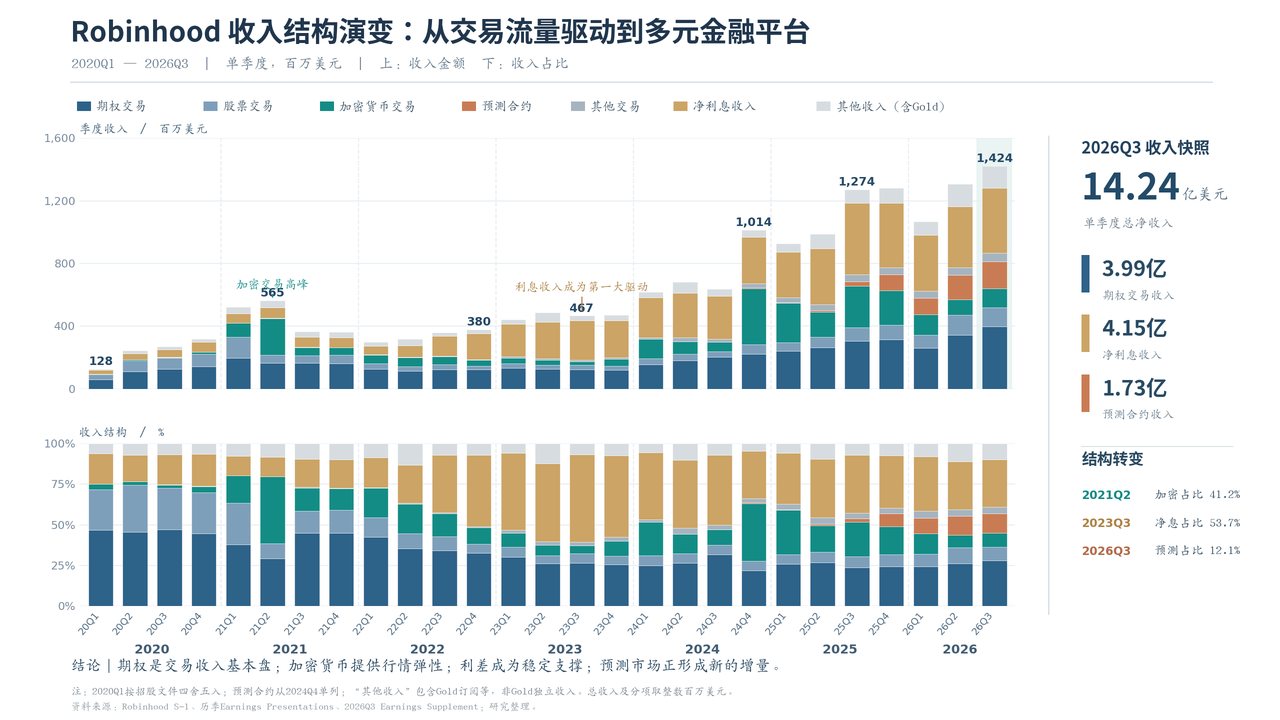 Robinhood 收入结构演变：从交易流量驱动到多元金融平台
2020Q1 — 2026Q3 | 单季度，百万美元 | 上：收入金额 下：收入占比
期权交易 股票交易 加密货币交易 预测合约 其他交易 净利息收入 其他收入（含Gold）
季度收入 / 百万美元
1,600
1,200
800
400
0
128
加密交易高峰
565
380
利息收入成为第一大驱动
467
1,014
1,274
1,424
收入结构 / %
100%
75%
50%
25%
0%
20Q1 20Q2 20Q3 20Q4 21Q1 21Q2 21Q3 21Q4 22Q1 22Q2 22Q3 22Q4 23Q1 23Q2 23Q3 23Q4 24Q1 24Q2 24Q3 24Q4 25Q1 25Q2 25Q3 25Q4 26Q1 26Q2 26Q3
2020 2021 2022 2023 2024 2025 2026
2026Q3 收入快照
14.24亿美元
单季度总净收入
3.99亿
期权交易收入
4.15亿
净利息收入
1.73亿
预测合约收入
结构转变
2021Q2 加密占比 41.2%
2023Q3 净息占比 53.7%
2026Q3 预测占比 12.1%
结论｜期权是交易收入基本盘；加密货币提供行情弹性；利差成为稳定支撑；预测市场正形成新的增量。
注：2020Q1按招股文件四舍五入；预测合约从2024Q4单列；“其他收入”包含Gold订阅等，非Gold独立收入。总收入及分项取整数百万美元。
资料来源：Robinhood S-1、历季Earnings Presentations、2026Q3 Earnings Supplement；研究整理。